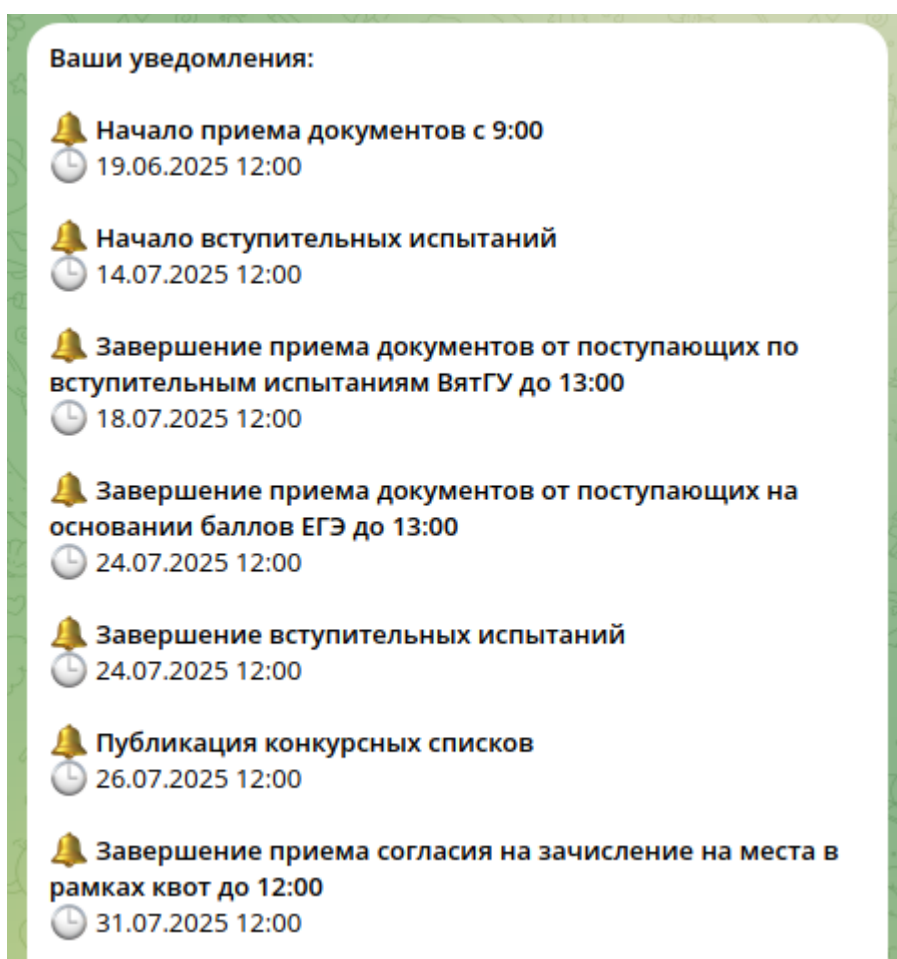 Ваши уведомления:
🔔 Начало приема документов с 9:00
🕒 19.06.2025 12:00
🔔 Начало вступительных испытаний
🕒 14.07.2025 12:00
🔔 Завершение приема документов от поступающих по
вступительным испытаниям ВятГУ до 13:00
🕒 18.07.2025 12:00
🔔 Завершение приема документов от поступающих на
основании баллов ЕГЭ до 13:00
🕒 24.07.2025 12:00
🔔 Завершение вступительных испытаний
🕒 24.07.2025 12:00
🔔 Публикация конкурсных списков
🕒 26.07.2025 12:00
🔔 Завершение приема согласия на зачисление на места в
рамках квот до 12:00
🕒 31.07.2025 12:00